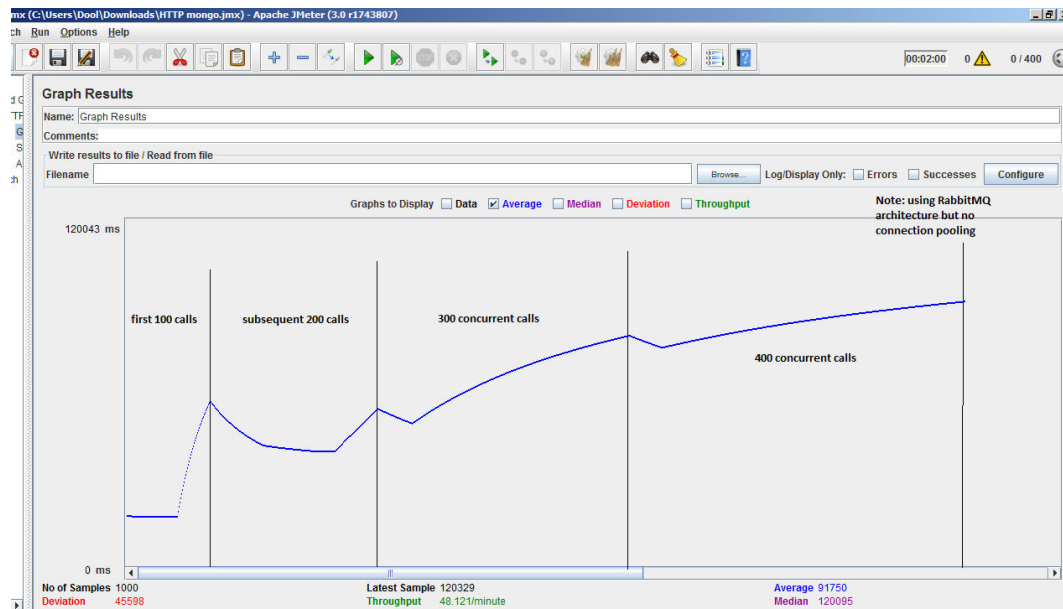 mx (C:\Users\Dool\Downloads\HTTP mongo.jmx) - Apache JMeter (3.0 r1743807)
ch Run Options Help
00:02:00 0 0 / 400
Graph Results
Name: Graph Results
Comments:
Write results to file / Read from file
Filename Browse... Log/Display Only: Errors Successes Configure
Graphs to Display Data Average Median Deviation Throughput
Note: using RabbitMQ
architecture but no
connection pooling
120043 ms
first 100 calls subsequent 200 calls 300 concurrent calls
400 concurrent calls
0 ms
No of Samples 1000 Latest Sample 120329 Average 91750
Deviation 45598 Throughput 48.121/minute Median 120095